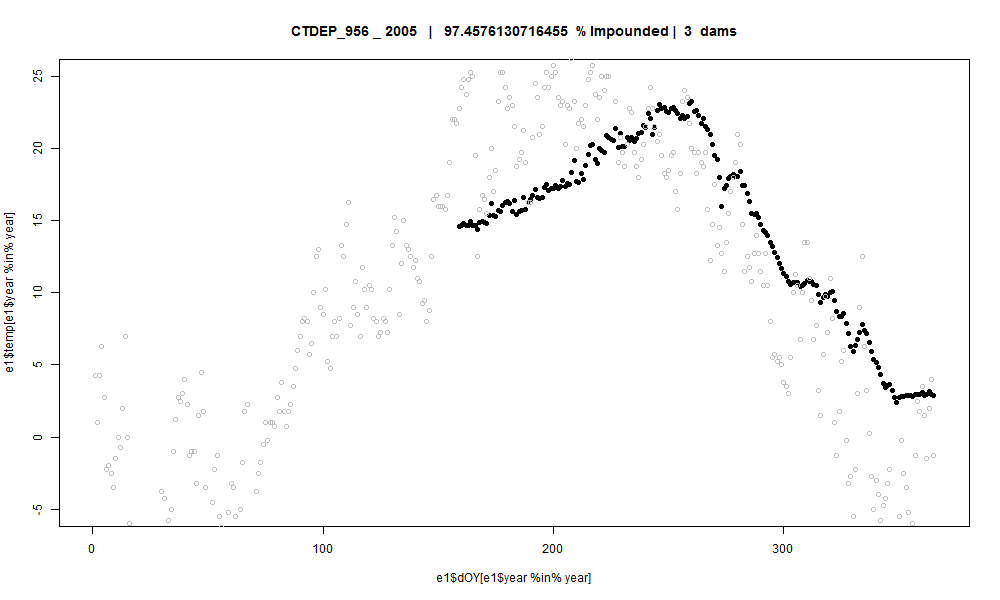 CTDEP_956 _ 2005 | 97.4576130716455 % Impounded | 3 dams
e1$temp[e1$year %in% year]
25
20
15
10
5
0
-5
0 100 200 300
e1$dOY[e1$year %in% year]